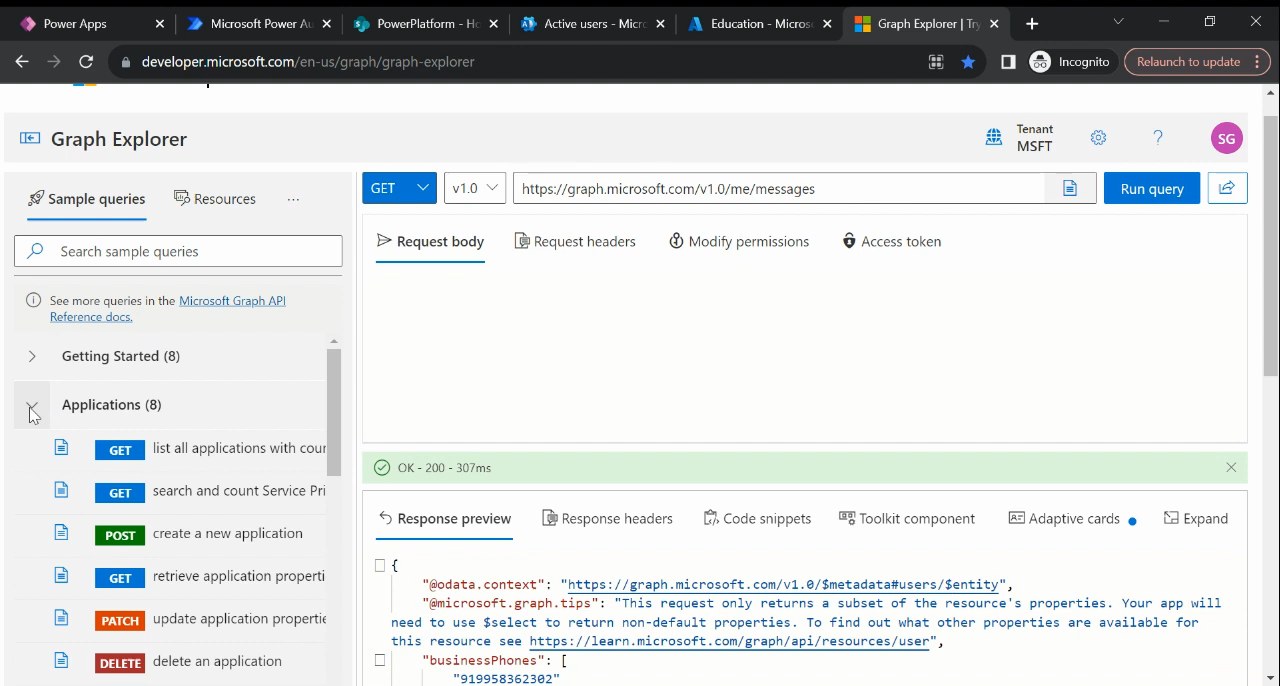 Power Apps
Microsoft Power Au
PowerPlatform - Ho
Active users - Micro
Education - Microso
Graph Explorer | Try
developer.microsoft.com/en-us/graph/graph-explorer
Incognito
Relaunch to update
Graph Explorer
Tenant
MSFT
SG
Sample queries
Resources
GET
v1.0
https://graph.microsoft.com/v1.0/me/messages
Run query
Search sample queries
Request body
Request headers
Modify permissions
Access token
See more queries in the Microsoft Graph API
Reference docs.
Getting Started (8)
Applications (8)
GET list all applications with coun
GET search and count Service Pri
POST create a new application
GET retrieve application properti
PATCH update application propertie
DELETE delete an application
OK - 200 - 307ms
Response preview
Response headers
Code snippets
Toolkit component
Adaptive cards
Expand
{
"@odata.context": "https://graph.microsoft.com/v1.0/$metadata#users/$entity",
"@microsoft.graph.tips": "This request only returns a subset of the resource's properties. Your app will
need to use $select to return non-default properties. To find out what other properties are available for
this resource see https://learn.microsoft.com/graph/api/resources/user",
"businessPhones": [
"919958362302"